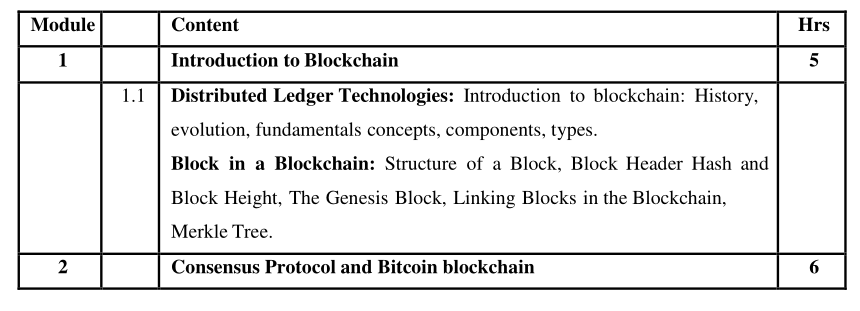 Module Content Hrs
1 Introduction to Blockchain 5
1.1 Distributed Ledger Technologies: Introduction to blockchain: History,
evolution, fundamentals concepts, components, types.
Block in a Blockchain: Structure of a Block, Block Header Hash and
Block Height, The Genesis Block, Linking Blocks in the Blockchain,
Merkle Tree.
2 Consensus Protocol and Bitcoin blockchain 6